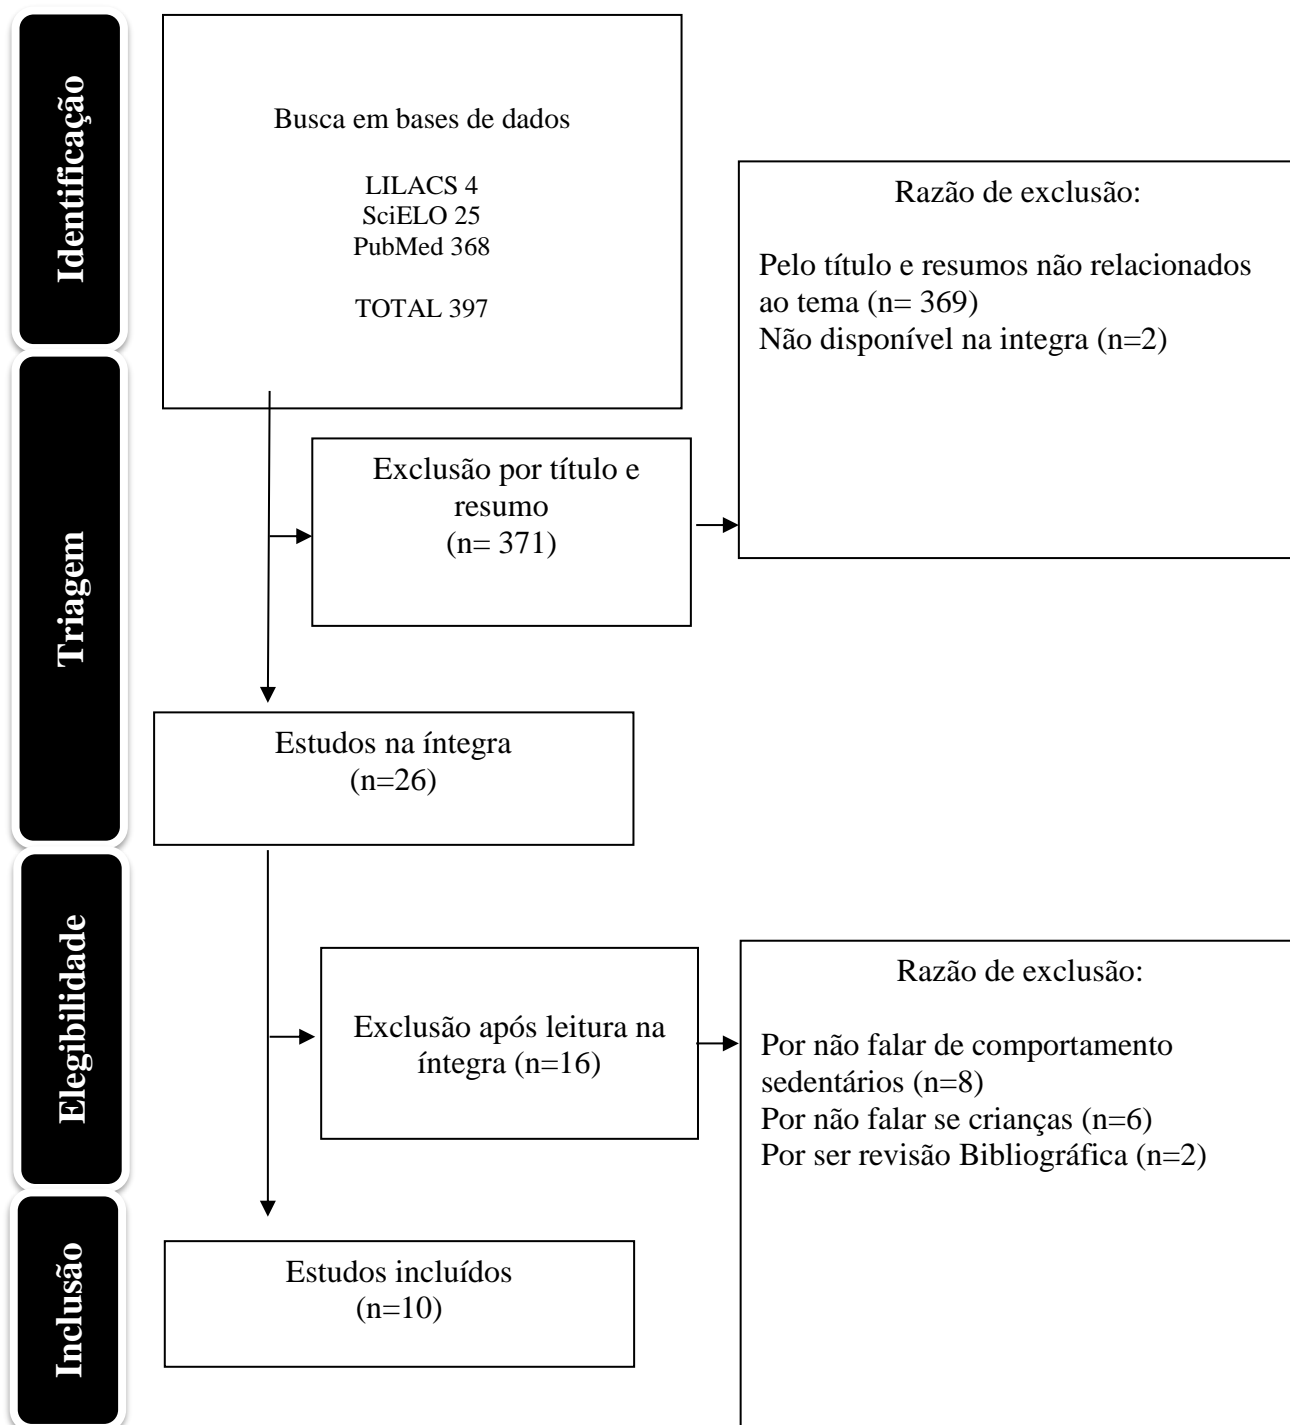 Identificação
Busca em bases de dados
LILACS 4
SciELO 25
PubMed 368
TOTAL 397
Razão de exclusão:
Pelo título e resumos não relacionados
ao tema (n= 369)
Não disponível na integra (n=2)
Triagem
Exclusão por título e
resumo
(n= 371)
Estudos na íntegra
(n=26)
Elegibilidade
Exclusão após leitura na
íntegra (n=16)
Razão de exclusão:
Por não falar de comportamento
sedentários (n=8)
Por não falar se crianças (n=6)
Por ser revisão Bibliográfica (n=2)
Inclusão
Estudos incluídos
(n=10)